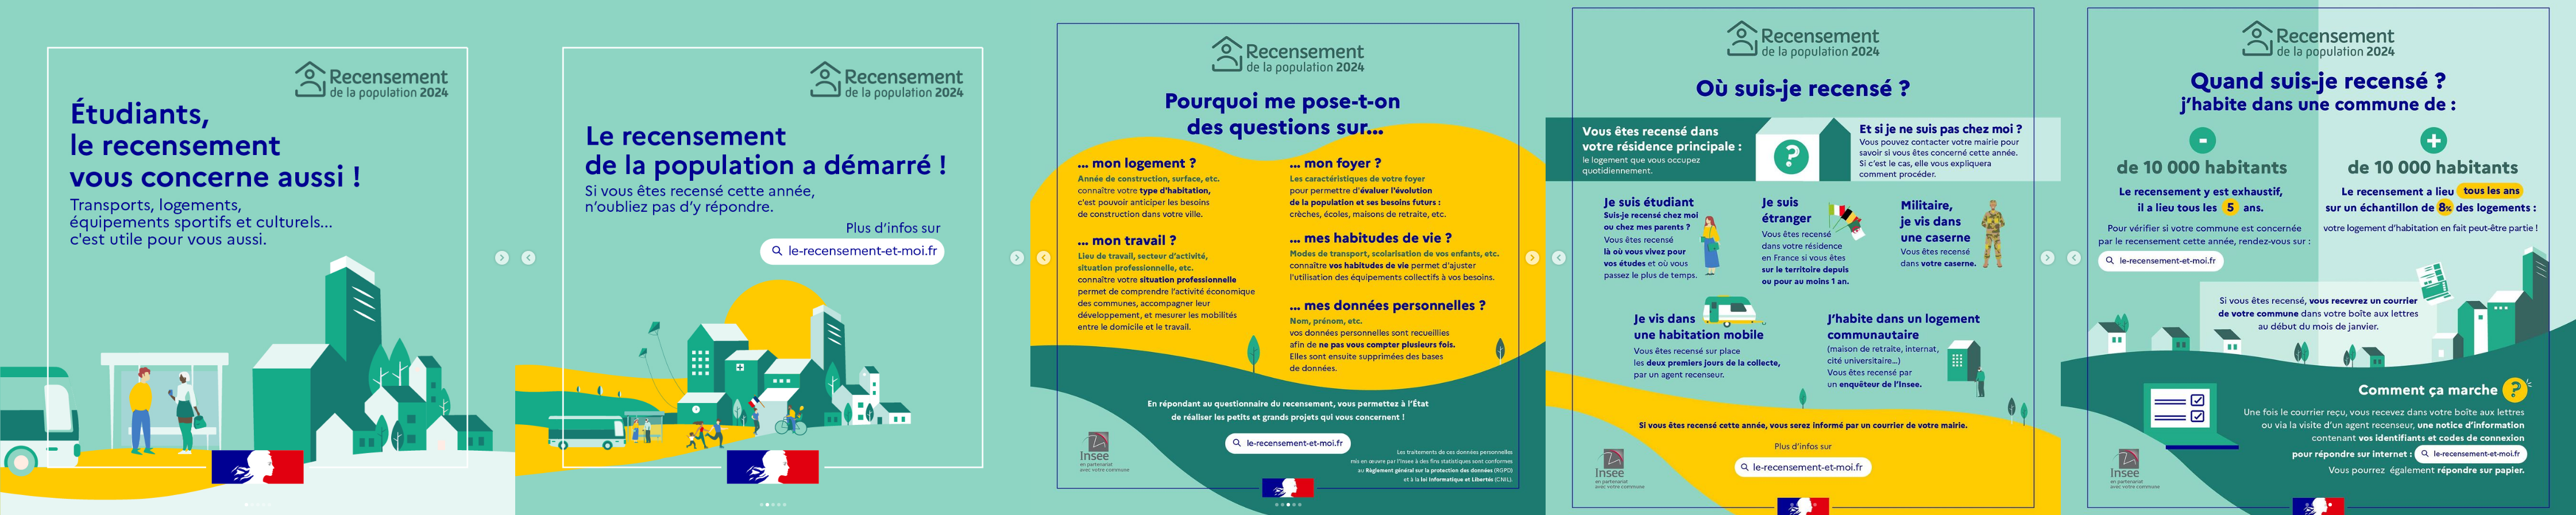 Recensement
de la population 2024
Étudiants,
le recensement
vous concerne aussi !
Transports, logements,
équipements sportifs et culturels...
c'est utile pour vous aussi.
Recensement
de la population 2024
Le recensement
de la population a démarré !
Si vous êtes recensé cette année,
n'oubliez pas d'y répondre.
Plus d'infos sur
le-recensement-et-moi.fr
Recensement
de la population 2024
Pourquoi me pose-t-on
des questions sur...
... mon logement ?
Année de construction, surface, etc.
connaître votre type d'habitation,
c'est pouvoir anticiper les besoins
de construction dans votre ville.
... mon travail ?
Lieu de travail, secteur d'activité,
situation professionnelle, etc.
connaître votre situation professionnelle
permet de comprendre l'activité économique
des communes, accompagner leur
développement, et mesurer les mobilités
entre le domicile et le travail.
... mon foyer ?
Les caractéristiques de votre foyer
pour permettre d'évaluer l'évolution
de la population et ses besoins futurs :
crèches, écoles, maisons de retraite, etc.
... mes habitudes de vie ?
Modes de transport, scolarisation de vos enfants, etc.
connaître vos habitudes de vie permet d'ajuster
l'utilisation des équipements collectifs à vos besoins.
... mes données personnelles ?
Nom, prénom, etc.
vos données personnelles sont recueillies
afin de ne pas vous compter plusieurs fois.
Elles sont ensuite supprimées des bases
de données.
En répondant au questionnaire du recensement, vous permettez à l'État
de réaliser les petits et grands projets qui vous concernent !
le-recensement-et-moi.fr
Insee
en partenariat
avec votre commune
Les traitements de ces données personnelles
mis en œuvre par l'Insee à des fins statistiques sont conformes
au Règlement général sur la protection des données (RGPD)
et à la loi Informatique et Libertés (CNIL).
Recensement
de la population 2024
Où suis-je recensé ?
Vous êtes recensé dans
votre résidence principale :
le logement que vous occupez
quotidiennement.
?
Et si je ne suis pas chez moi ?
Vous pouvez contacter votre mairie pour
savoir si vous êtes concerné cette année.
Si c'est le cas, elle vous expliquera
comment procéder.
Je suis étudiant
Suis-je recensé chez moi
ou chez mes parents ?
Vous êtes recensé
là où vous vivez pour
vos études et où vous
passez le plus de temps.
Je suis
étranger
Vous êtes recensé
dans votre résidence
en France si vous êtes
sur le territoire depuis
ou pour au moins 1 an.
Militaire,
je vis dans
une caserne
Vous êtes recensé
dans votre caserne.
Je vis dans
une habitation mobile
Vous êtes recensé sur place
les deux premiers jours de la collecte,
par un agent recenseur.
J'habite dans un logement
communautaire
(maison de retraite, internat,
cité universitaire...)
Vous êtes recensé par
un enquêteur de l'Insee.
Si vous êtes recensé cette année, vous serez informé par un courrier de votre mairie.
Plus d'infos sur
le-recensement-et-moi.fr
Insee
en partenariat
avec votre commune
Recensement
de la population 2024
Quand suis-je recensé ?
j'habite dans une commune de :
-
de 10 000 habitants
Le recensement y est exhaustif,
il a lieu tous les 5 ans.
Pour vérifier si votre commune est concernée
par le recensement cette année, rendez-vous sur :
le-recensement-et-moi.fr
+
de 10 000 habitants
Le recensement a lieu tous les ans
sur un échantillon de 8% des logements :
votre logement d'habitation en fait peut-être partie !
Si vous êtes recensé, vous recevrez un courrier
de votre commune dans votre boîte aux lettres
au début du mois de janvier.
Comment ça marche ?
Une fois le courrier reçu, vous recevez dans votre boîte aux lettres
ou via la visite d'un agent recenseur, une notice d'information
contenant vos identifiants et codes de connexion
pour répondre sur internet : le-recensement-et-moi.fr
Vous pourrez également répondre sur papier.
Insee
en partenariat
avec votre commune